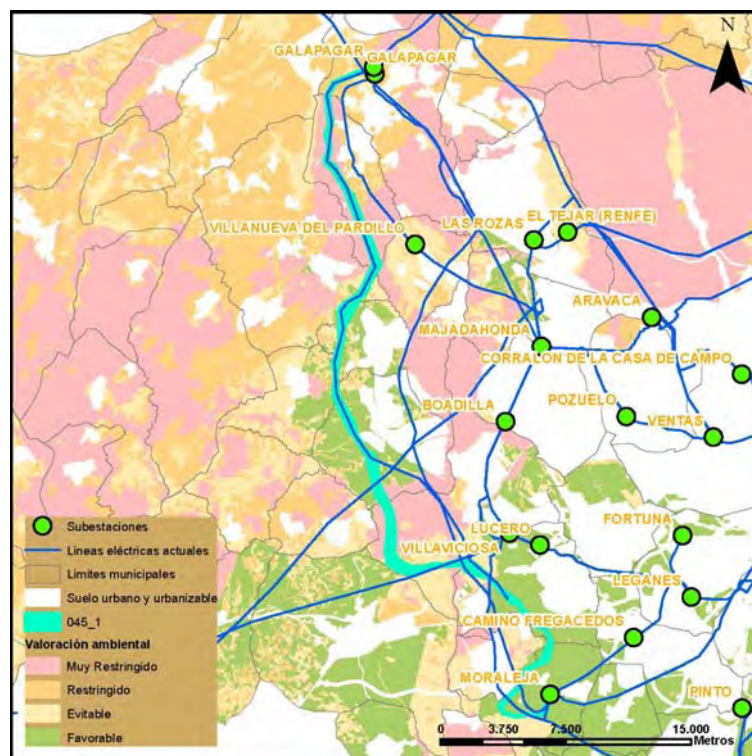 N
GALAPAGAR
GALAPAGAR
VILLANUEVA DEL PARDILLO
LAS ROZAS
EL TEJAR (RENFE)
ARAVACA
MAJADAHONDA
CORRALON DE LA CASA DE CAMPO
BOADILLA
POZUELO
VENTAS
LUCERO
FORTUNA
VILLAVICIOSA
LEGANES
CAMINO FREGACEDOS
MORALEJA
PINTO
Subestaciones
Líneas eléctricas actuales
Limites municipales
Suelo urbano y urbanizable
045_1
Valoración ambiental
Muy Restringido
Restringido
Evitable
Favorable
0 3.750 7.500 15.000
Metros